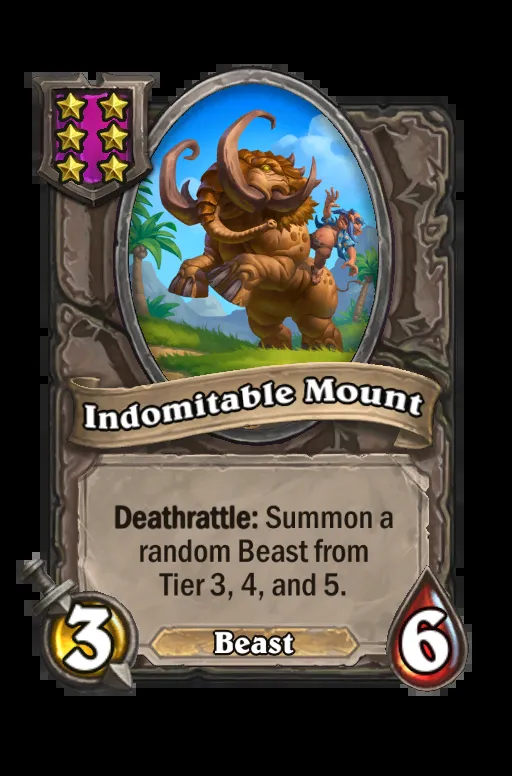 Indomitable Mount
Deathrattle: Summon a
random Beast from
Tier 3, 4, and 5.
3
Beast
6